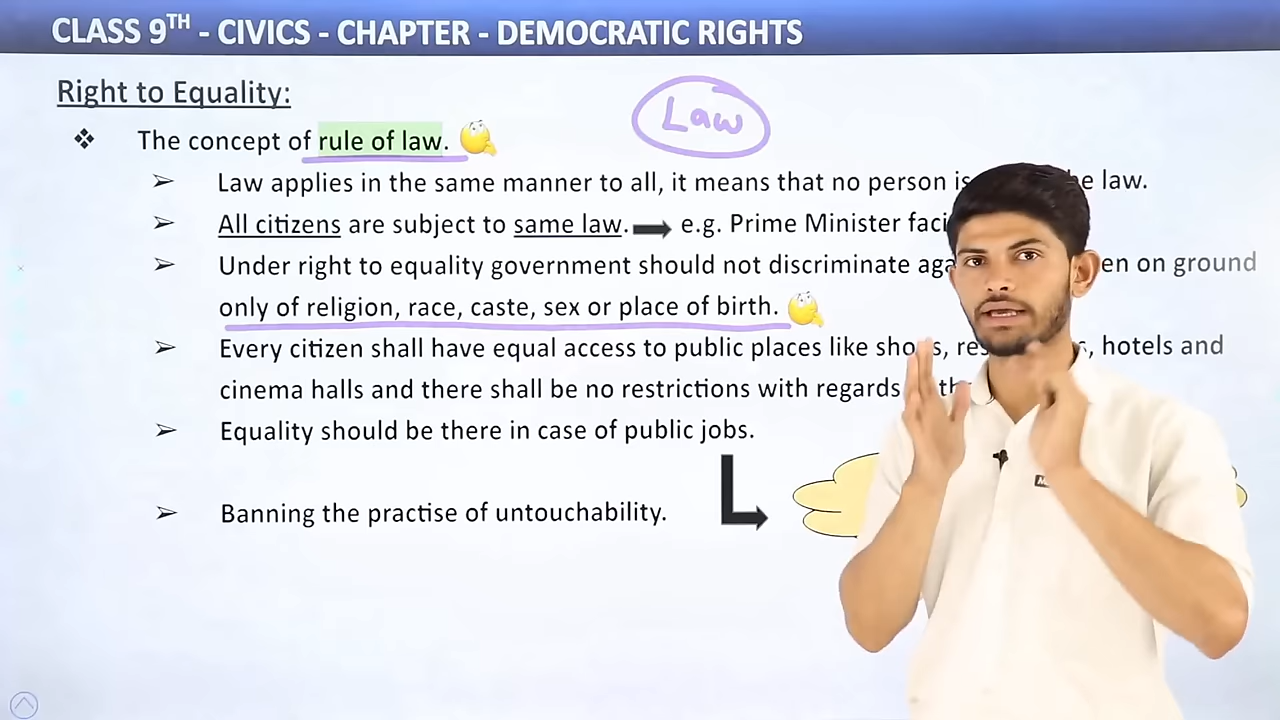 CLASS 9TH - CIVICS - CHAPTER - DEMOCRATIC RIGHTS
Right to Equality:
Law
The concept of rule of law.
Law applies in the same manner to all, it means that no person is e law.
All citizens are subject to same law. e.g. Prime Minister faci
Under right to equality government should not discriminate aga en on ground
only of religion, race, caste, sex or place of birth.
Every citizen shall have equal access to public places like sho s, res , hotels and
cinema halls and there shall be no restrictions with regards th
Equality should be there in case of public jobs.
Banning the practise of untouchability.